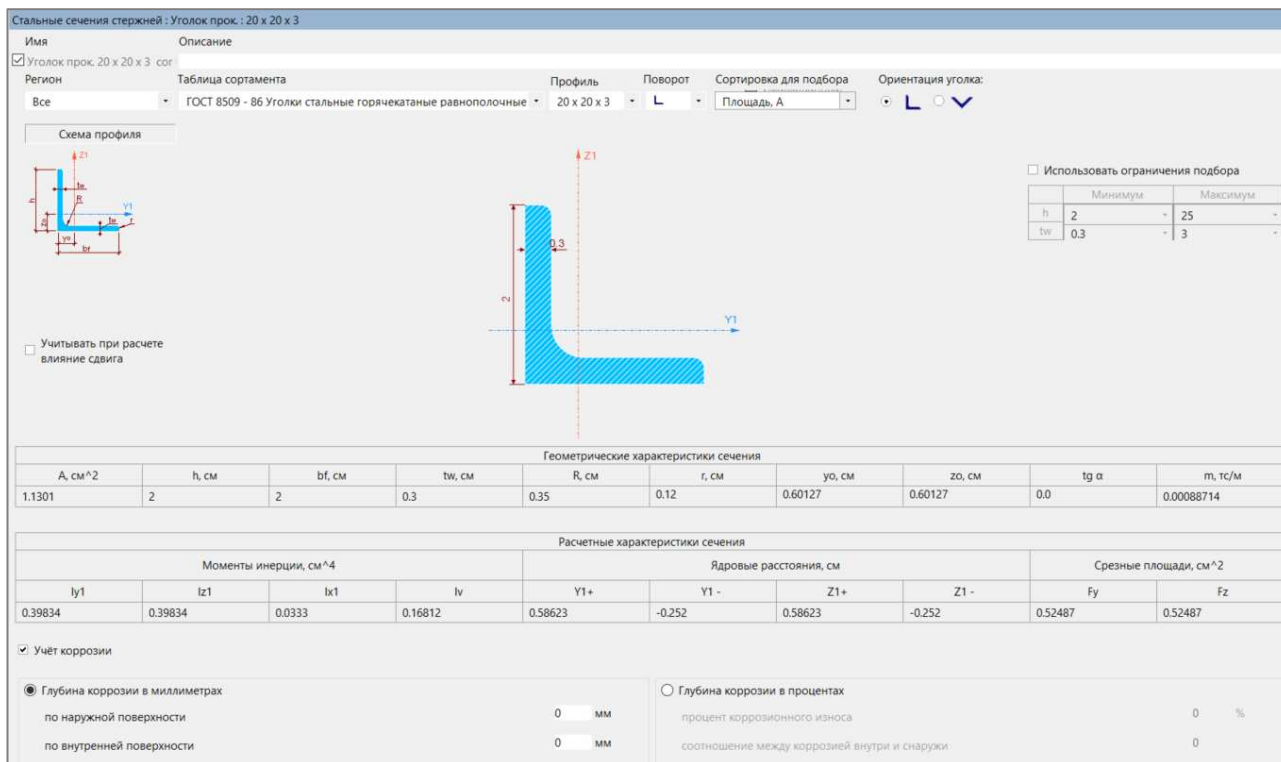 Стальные сечения стержней : Уголок прок. : 20 x 20 x 3
Имя Описание
Уголок прок. 20 x 20 x 3 cor
Регион Таблица сортамента Профиль Поворот Сортировка для подбора Ориентация уголка:
Все ГОСТ 8509 - 86 Уголки стальные горячекатаные равнополочные 20 x 20 x 3 Площадь, A
Схема профиля
Z1
tw
h
R
Y1
zo
tw
r
yo
bf
Z1
0.3
2
Y1
Использовать ограничения подбора
Минимум Максимум
h 2 25
tw 0.3 3
Учитывать при расчете
влияние сдвига
Геометрические характеристики сечения
A, см^2 h, см bf, см tw, см R, см r, см yo, см zo, см tg α m, тс/м
1.1301 2 2 0.3 0.35 0.12 0.60127 0.60127 0.0 0.00088714
Расчетные характеристики сечения
Моменты инерции, см^4 Ядровые расстояния, см Срезные площади, см^2
Iy1 Iz1 Ix1 Iv Y1+ Y1 - Z1+ Z1 - Fy Fz
0.39834 0.39834 0.0333 0.16812 0.58623 -0.252 0.58623 -0.252 0.52487 0.52487
Учёт коррозии
Глубина коррозии в миллиметрах Глубина коррозии в процентах
по наружной поверхности 0 мм процент коррозионного износа 0 %
по внутренней поверхности 0 мм соотношение между коррозией внутри и снаружи 0